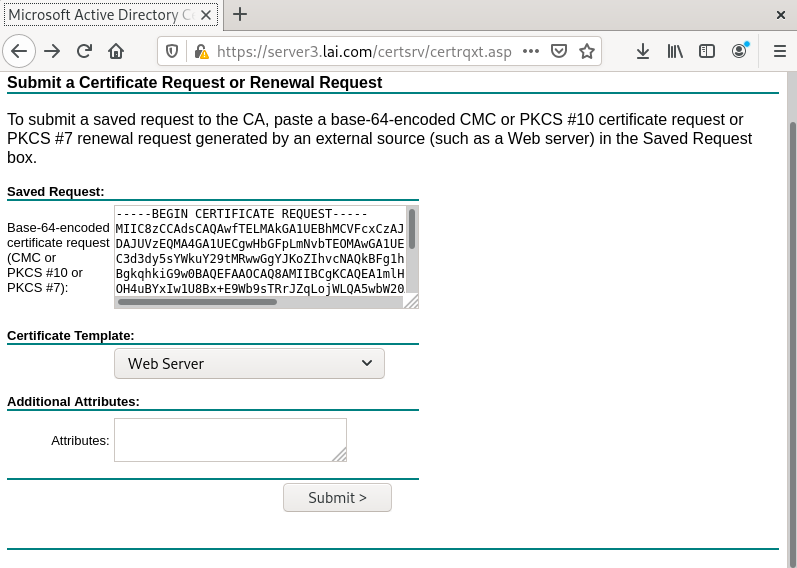 Microsoft Active Directory C
https://server3.lai.com/certsrv/certrqxt.asp
Submit a Certificate Request or Renewal Request
To submit a saved request to the CA, paste a base-64-encoded CMC or PKCS #10 certificate request or
PKCS #7 renewal request generated by an external source (such as a Web server) in the Saved Request
box.
Saved Request:
Base-64-encoded
certificate request
(CMC or
PKCS #10 or
PKCS #7):
-----BEGIN CERTIFICATE REQUEST-----
MIIC8zCCAdsCAQAwfTELMAkGA1UEBhMCVFcxCzAJ
DAJUVzEQMA4GA1UECgwHbGFpLmNvbTEOMAwGA1UE
C3d3dy5sYWkuY29tMRwwGgYJKoZIhvcNAQkBFg1h
BgkqhkiG9w0BAQEFAAOCAQ8AMIIBCgKCAQEA1mlH
OH4uBYxIw1U8Bx+E9Wb9sTRrJZqLojWLQA5wbW20
Certificate Template:
Web Server
Additional Attributes:
Attributes:
Submit >